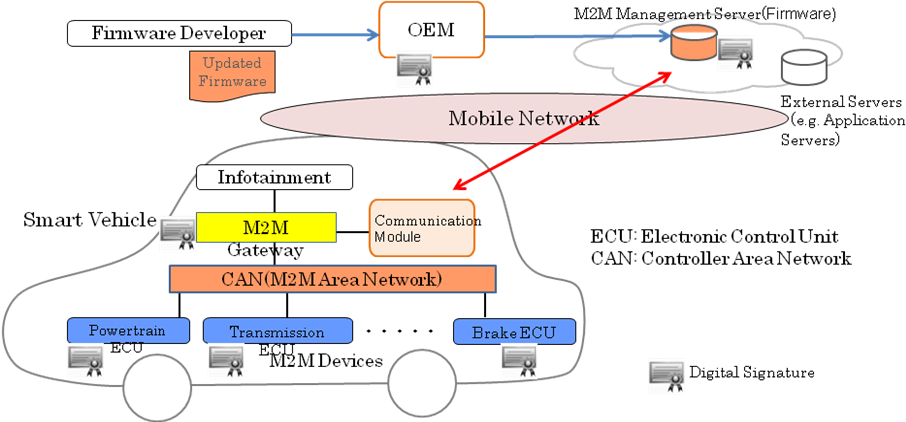 M2M Management Server(Firmware)
Firmware Developer
OEM
Updated
Firmware
External Servers
(e.g. Application
Servers)
Mobile Network
Infotainment
Smart Vehicle
M2M
Gateway
Communication
Module
ECU: Electronic Control Unit
CAN: Controller Area Network
CAN(M2M Area Network)
Powertrain
ECU
Transmission
ECU
. . . . .
Brake ECU
M2M Devices
Digital Signature